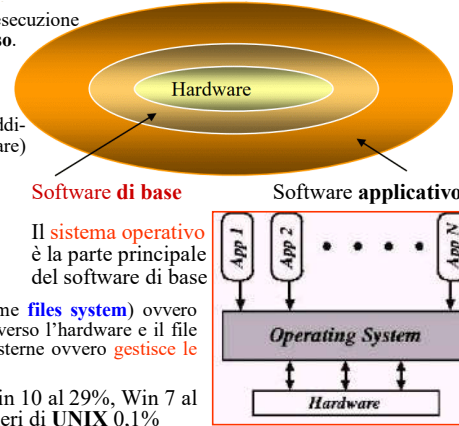 esecuzione
so.
Hardware
ddi-
are)
Software di base
Software applicativo
Il sistema operativo
è la parte principale
del software di base
App 1
App 2
App N
me files system) ovvero
verso l'hardware e il file
sterne ovvero gestisce le
Operating System
Hardware
in 10 al 29%, Win 7 al
eri di UNIX 0,1%